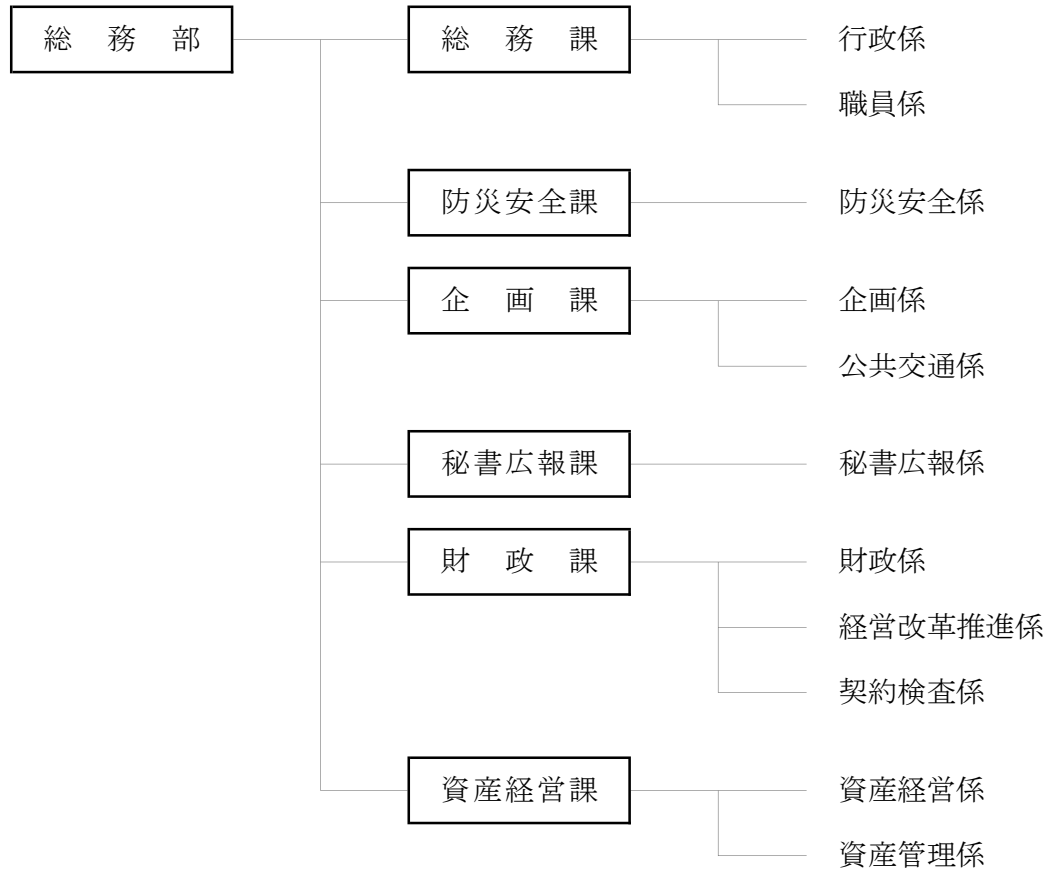 総務部 総務課 行政係
職員係
防災安全課 防災安全係
企画課 企画係
公共交通係
秘書広報課 秘書広報係
財政課 財政係
経営改革推進係
契約検査係
資産経営課 資産経営係
資産管理係